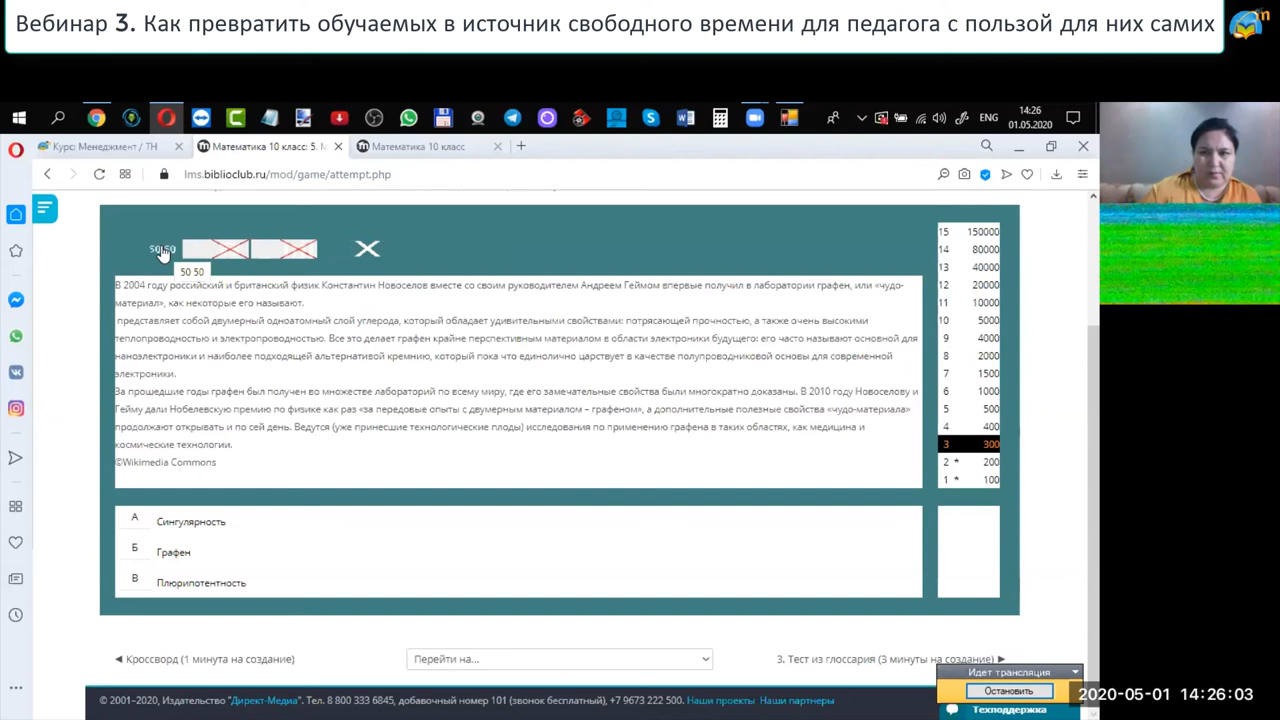 Вебинар 3. Как превратить обучаемых в источник свободного времени для педагога с пользой для них самих
14:26
ENG
01.05.2020
Курс: Менеджмент / ТН
Математика 10 класс: 5. М
Математика 10 класс
lms.biblioclub.ru/mod/game/attempt.php
50 50
50 50
В 2004 году российский и британский физик Константин Новоселов вместе со своим руководителем Андреем Геймом впервые получил в лаборатории графен, или «чудо-
материал», как некоторые его называют.
представляет собой двумерный одноатомный слой углерода, который обладает удивительными свойствами: потрясающей прочностью, а также очень высокими
теплопроводностью и электропроводностью. Все это делает графен крайне перспективным материалом в области электроники будущего: его часто называют основной для
наноэлектроники и наиболее подходящей альтернативой кремнию, который пока что единолично царствует в качестве полупроводниковой основы для современной
электроники.
За прошедшие годы графен был получен во множестве лабораторий по всему миру, где его замечательные свойства были многократно доказаны. В 2010 году Новоселову и
Гейму дали Нобелевскую премию по физике как раз «за передовые опыты с двумерным материалом – графеном», а дополнительные полезные свойства «чудо-материала»
продолжают открывать и по сей день. Ведутся (уже принесшие технологические плоды) исследования по применению графена в таких областях, как медицина и
космические технологии.
©Wikimedia Commons
15 150000
14 80000
13 40000
12 20000
11 10000
10 5000
9 4000
8 2000
7 1500
6 1000
5 500
4 400
3 300
2 * 200
1 * 100
А Сингулярность
Б Графен
В Плюрипотентность
◄ Кроссворд (1 минута на создание)
Перейти на...
3. Тест из глоссария (3 минуты на создание) ►
Идет трансляция
Остановить
Техподдержка
© 2001–2020, Издательство "Директ-Медиа". Тел. 8 800 333 6845, добавочный номер 101 (звонок бесплатный), +7 9673 222 500. Наши проекты Наши партнеры
2020-05-01 14:26:03